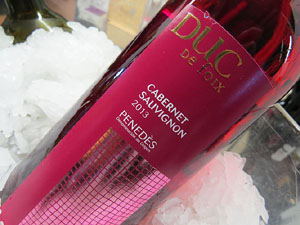 DUC
DE FOIX
CABERNET
SAUVIGNON
2013
PENEDÈS